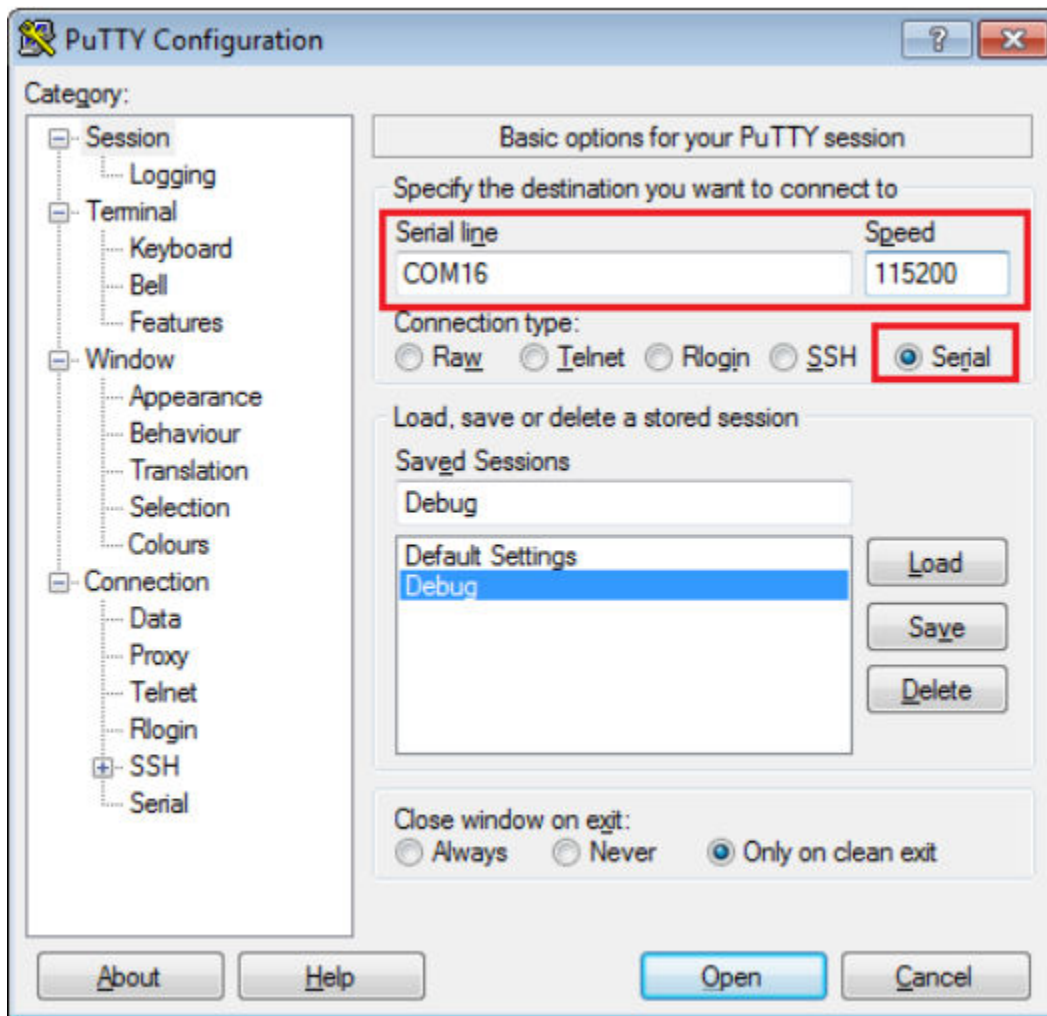 PuTTY Configuration
?
Category:
Session
Logging
Terminal
Keyboard
Bell
Features
Window
Appearance
Behaviour
Translation
Selection
Colours
Connection
Data
Proxy
Telnet
Rlogin
SSH
Serial
Basic options for your PuTTY session
Specify the destination you want to connect to
Serial line Speed
COM16 115200
Connection type:
Raw Telnet Rlogin SSH Serial
Load, save or delete a stored session
Saved Sessions
Debug
Default Settings
Debug
Load
Save
Delete
Close window on exit:
Always Never Only on clean exit
About Help Open Cancel